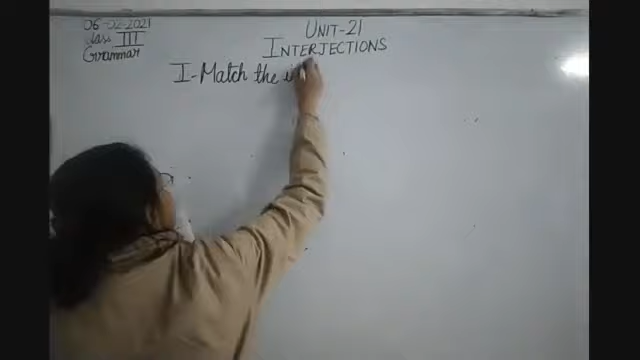 06-02-2021
class III
Grammar
UNIT-21
INTERJECTIONS
I-Match the i